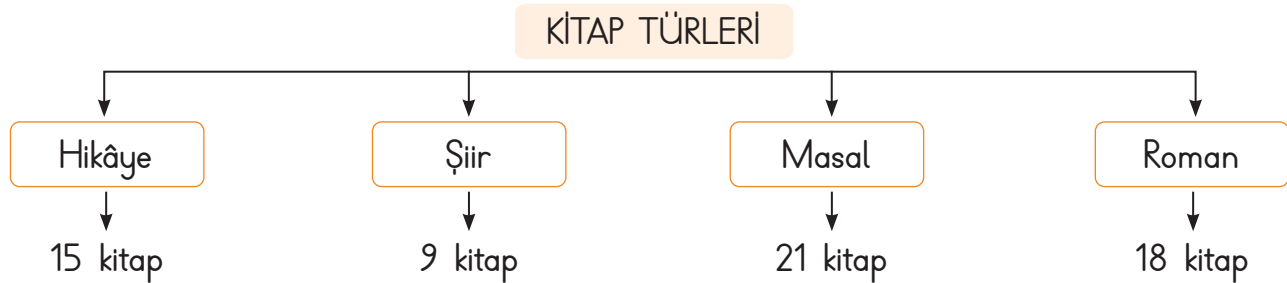 KİTAP TÜRLERİ
Hikâye Şiir Masal Roman
15 kitap 9 kitap 21 kitap 18 kitap